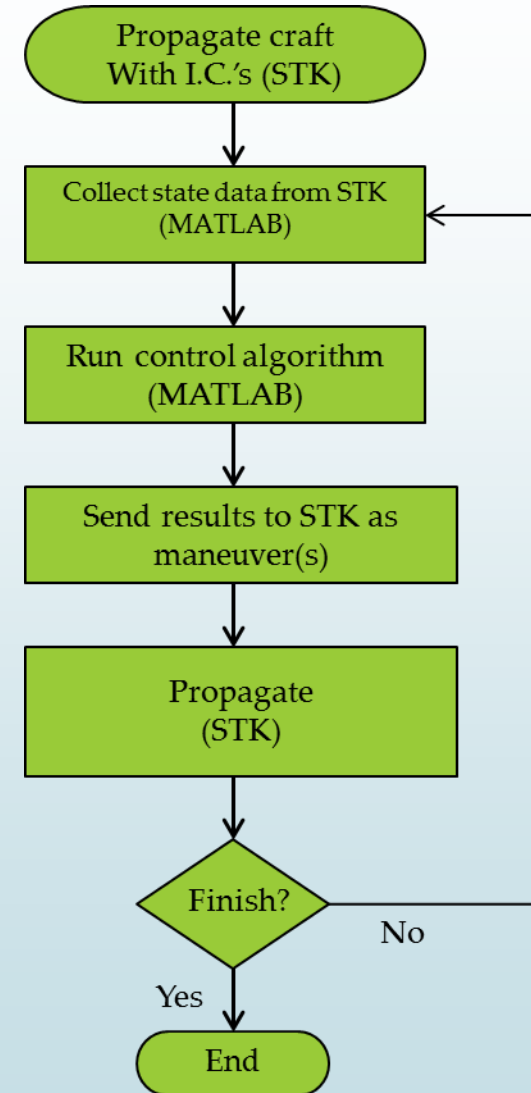 Propagate craft
With I.C.'s (STK)
Collect state data from STK
(MATLAB)
Run control algorithm
(MATLAB)
Send results to STK as
maneuver(s)
Propagate
(STK)
Finish?
No
Yes
End